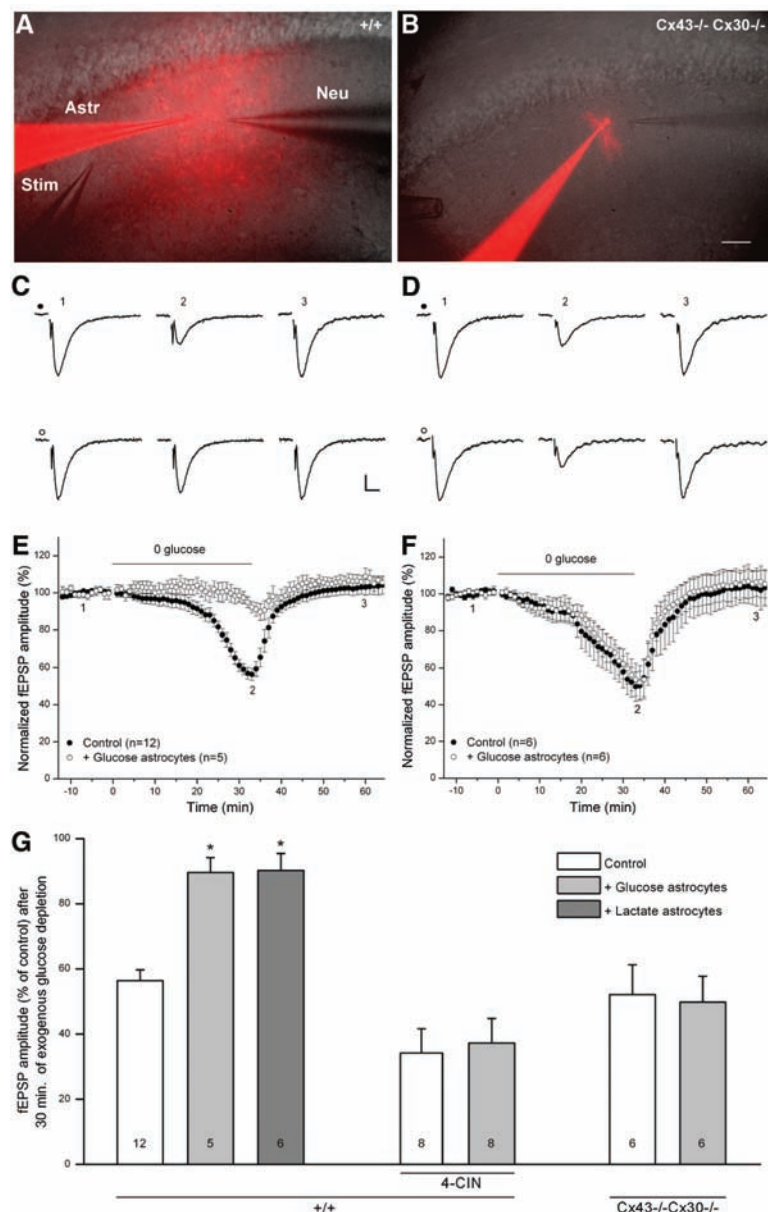 A
+/+
Astr
Neu
Stim
B
Cx43-/- Cx30-/-
C
1 2 3
D
1 2 3
E
0 glucose
Normalized fEPSP amplitude (%)
120
100
80
60
40
20
0
1
2
3
Control (n=12)
+ Glucose astrocytes (n=5)
-10 0 10 20 30 40 50 60
Time (min)
F
0 glucose
Normalized fEPSP amplitude (%)
120
100
80
60
40
20
0
1
2
3
Control (n=6)
+ Glucose astrocytes (n=6)
-10 0 10 20 30 40 50 60
Time (min)
G
fEPSP amplitude (% of control) after
30 min. of exogenous glucose depletion
100
80
60
40
20
0
* *
Control
+ Glucose astrocytes
+ Lactate astrocytes
12 5 6 8 8 6 6
4-CIN
+/+ Cx43-/-Cx30-/-